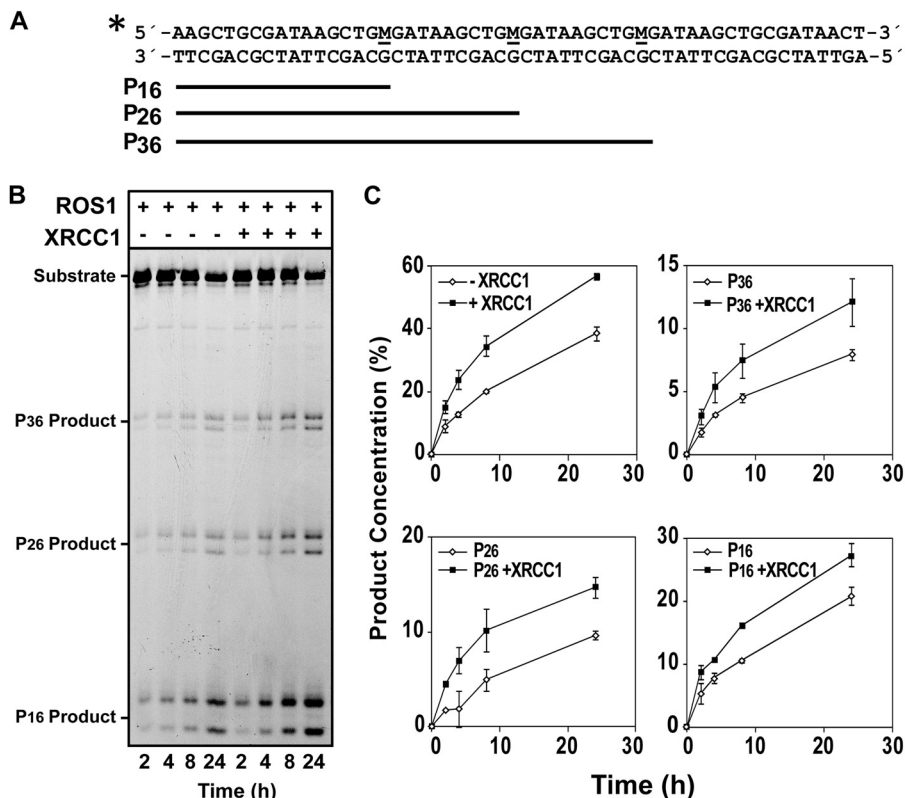 A
* 5´-AAGCTGCGATAAGCTGMGATAAGCTGMGATAAGCTGMGATAAGCTGCGATAACT-3´
3´-TTCGACGCTATTCGACGCTATTCGACGCTATTCGACGCTATTCGACGCTATTGA-5´
P16
P26
P36
B
ROS1 + + + + + + + +
XRCC1 - - - - + + + +
Substrate
P36 Product
P26 Product
P16 Product
2 4 8 24 2 4 8 24
Time (h)
C
Product Concentration (%)
60
40
20
0
- XRCC1
+ XRCC1
0 10 20 30
15
10
5
0
P36
P36 +XRCC1
0 10 20 30
20
10
0
P26
P26 +XRCC1
0 10 20 30
30
20
10
0
P16
P16 +XRCC1
0 10 20 30
Time (h)